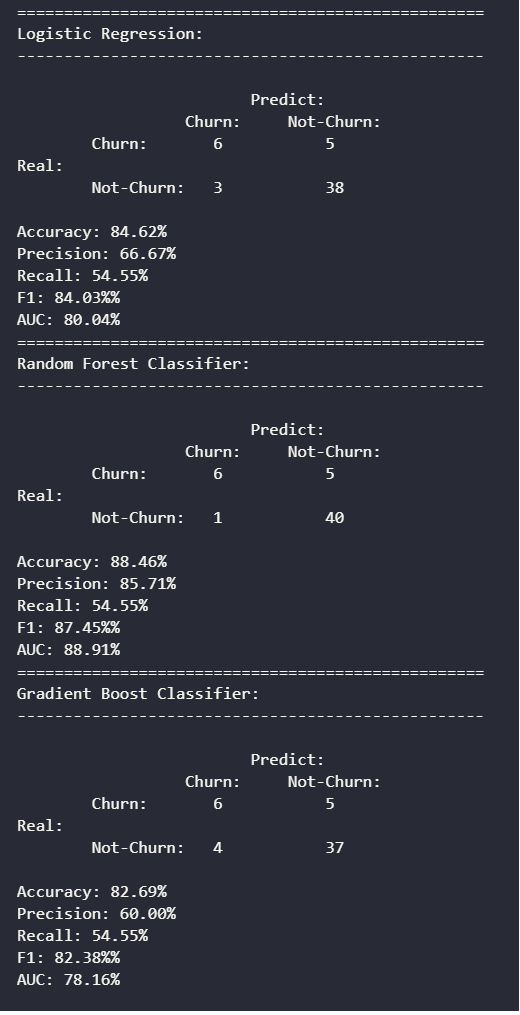 ==================================================
Logistic Regression:
--------------------------------------------------
Predict:
Churn: Not-Churn:
Churn: 6 5
Real:
Not-Churn: 3 38
Accuracy: 84.62%
Precision: 66.67%
Recall: 54.55%
F1: 84.03%%
AUC: 80.04%
==================================================
Random Forest Classifier:
--------------------------------------------------
Predict:
Churn: Not-Churn:
Churn: 6 5
Real:
Not-Churn: 1 40
Accuracy: 88.46%
Precision: 85.71%
Recall: 54.55%
F1: 87.45%%
AUC: 88.91%
==================================================
Gradient Boost Classifier:
--------------------------------------------------
Predict:
Churn: Not-Churn:
Churn: 6 5
Real:
Not-Churn: 4 37
Accuracy: 82.69%
Precision: 60.00%
Recall: 54.55%
F1: 82.38%%
AUC: 78.16%